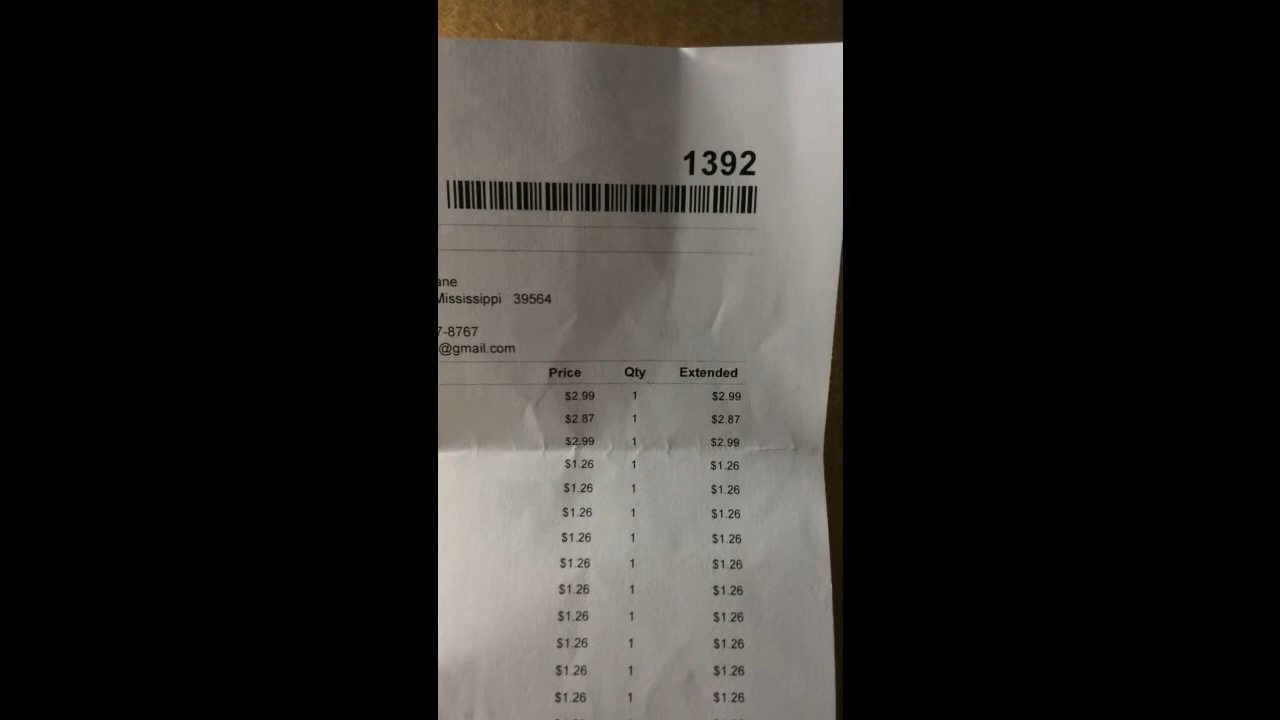 1392
ane
Mississippi 39564
7-8767
@gmail.com
Price Qty Extended
$2.99 1 $2.99
$2.87 1 $2.87
$2.99 1 $2.99
$1.26 1 $1.26
$1.26 1 $1.26
$1.26 1 $1.26
$1.26 1 $1.26
$1.26 1 $1.26
$1.26 1 $1.26
$1.26 1 $1.26
$1.26 1 $1.26
$1.26 1 $1.26
$1.26 1 $1.26